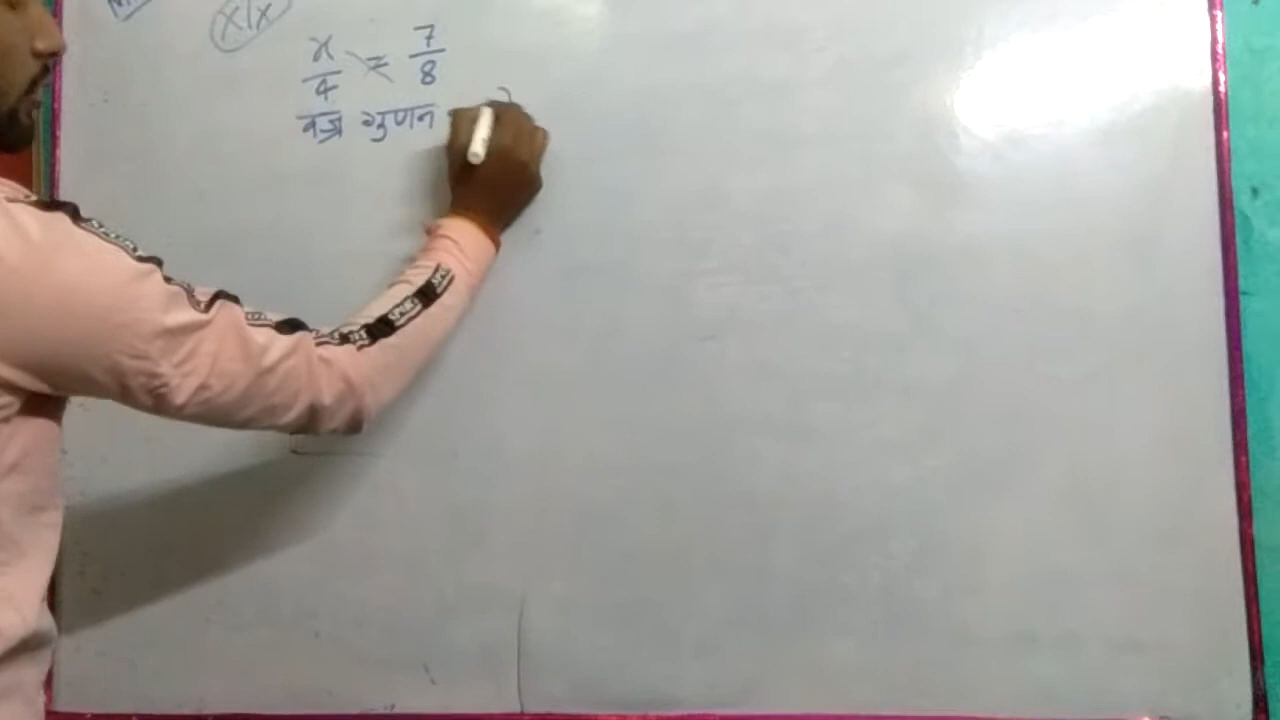 x/x
x/4 = 7/8
वज्र गुणन